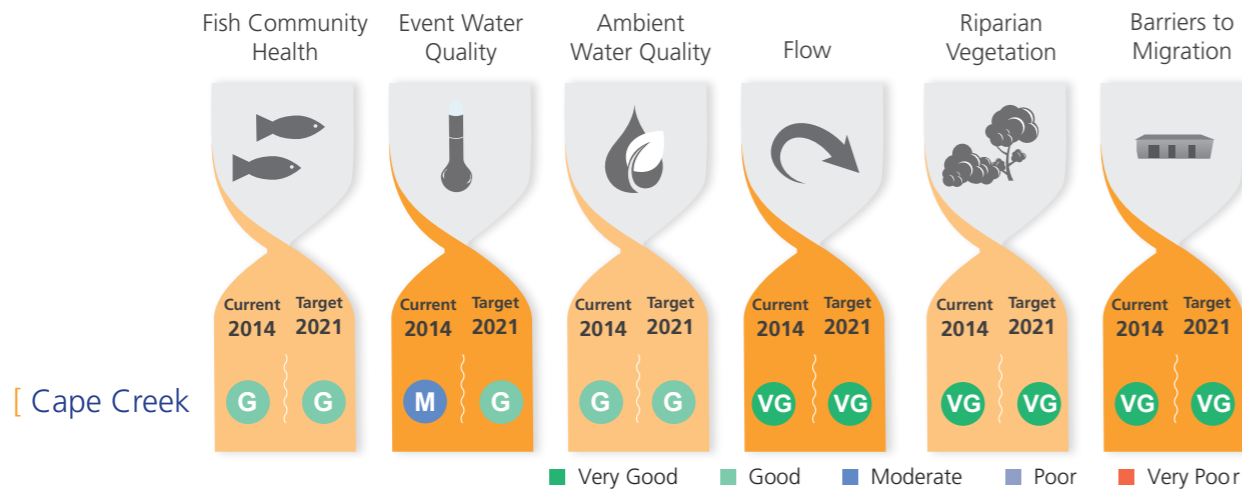 Fish Community
Health
Event Water
Quality
Ambient
Water Quality
Flow
Riparian
Vegetation
Barriers to
Migration
Current Target
2014 2021
Current Target
2014 2021
Current Target
2014 2021
Current Target
2014 2021
Current Target
2014 2021
Current Target
2014 2021
[ Cape Creek G G M G G G VG VG VG VG VG VG
Very Good Good Moderate Poor Very Poor